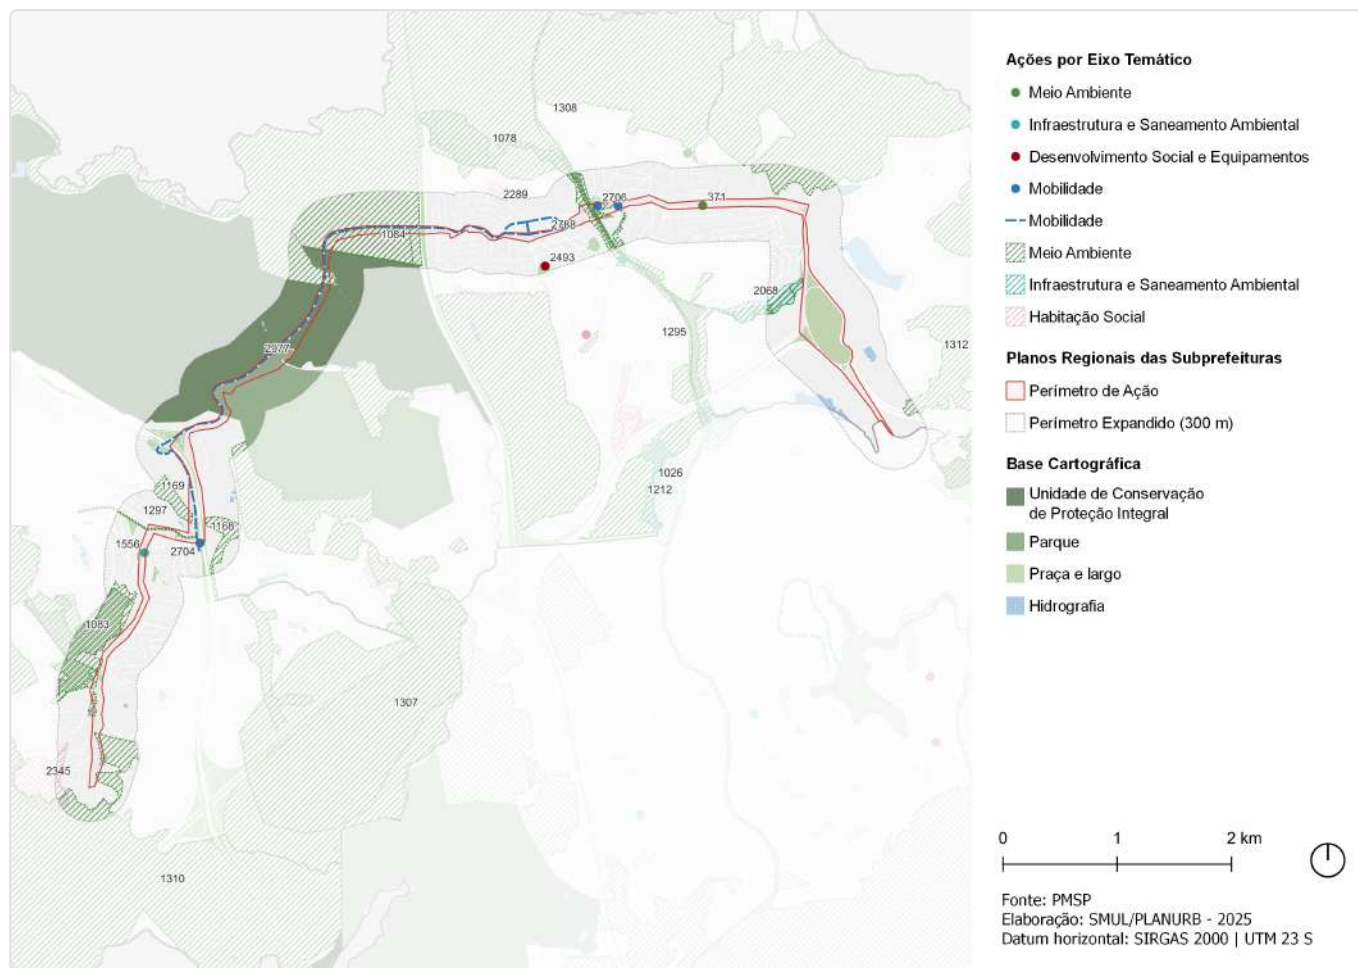 1308
1078
2289
2706
371
2788
1084
2493
2068
1295
1312
2977
1026
1212
1169
1297
1168
1556
2704
1083
1307
2345
1310
Ações por Eixo Temático
Meio Ambiente
Infraestrutura e Saneamento Ambiental
Desenvolvimento Social e Equipamentos
Mobilidade
Mobilidade
Meio Ambiente
Infraestrutura e Saneamento Ambiental
Habitação Social
Planos Regionais das Subprefeituras
Perímetro de Ação
Perímetro Expandido (300 m)
Base Cartográfica
Unidade de Conservação
de Proteção Integral
Parque
Praça e largo
Hidrografia
0 1 2 km
Fonte: PMSP
Elaboração: SMUL/PLANURB - 2025
Datum horizontal: SIRGAS 2000 | UTM 23 S